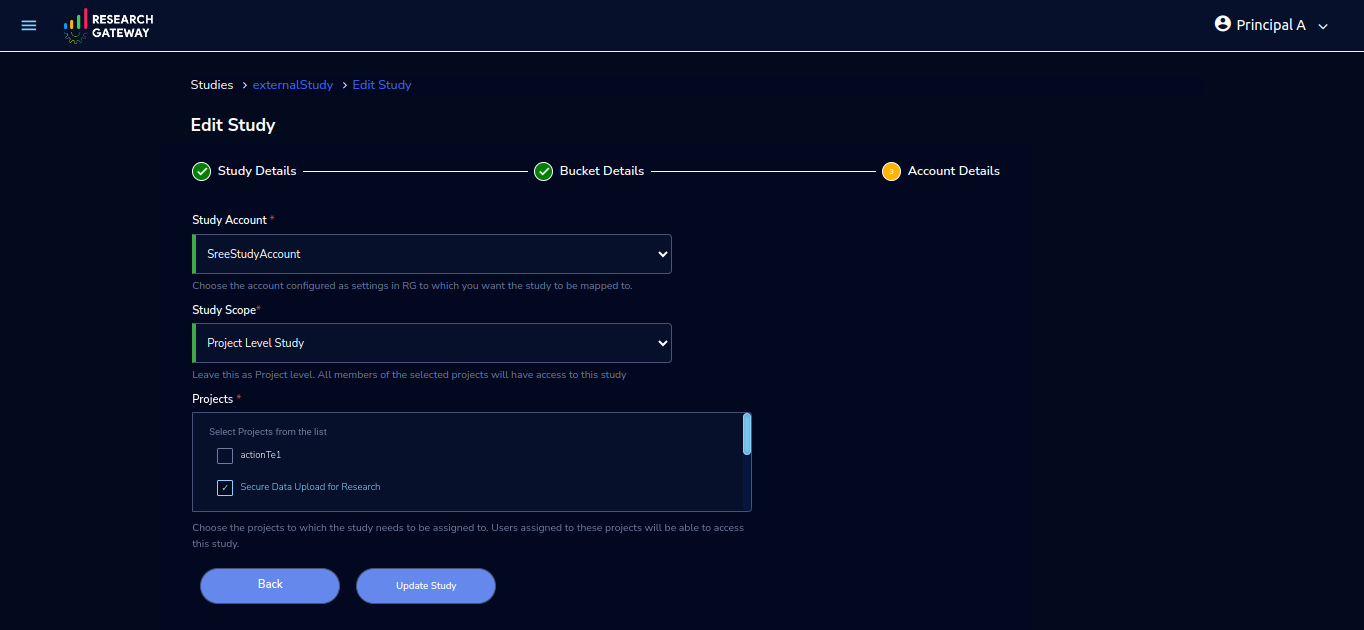 RESEARCH
GATEWAY
Principal A
Studies > externalStudy > Edit Study
Edit Study
Study Details
Bucket Details
3 Account Details
Study Account *
SreeStudyAccount
Choose the account configured as settings in RG to which you want the study to be mapped to.
Study Scope*
Project Level Study
Leave this as Project level. All members of the selected projects will have access to this study
Projects *
Select Projects from the list
actionTe1
Secure Data Upload for Research
Choose the projects to which the study needs to be assigned to. Users assigned to these projects will be able to access
this study.
Back
Update Study